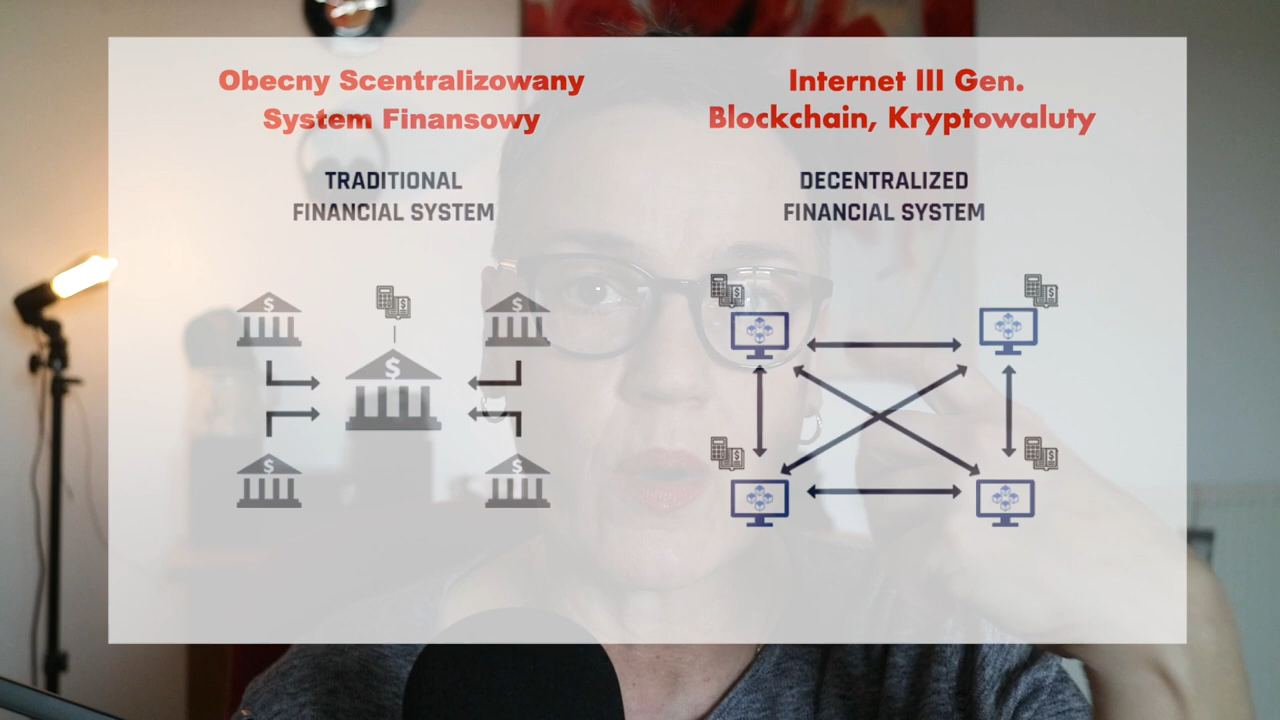 Obecny Scentralizowany
System Finansowy
TRADITIONAL
FINANCIAL SYSTEM
$
$
$
$
$
$
Internet III Gen.
Blockchain, Kryptowaluty
DECENTRALIZED
FINANCIAL SYSTEM
$
$
$
$